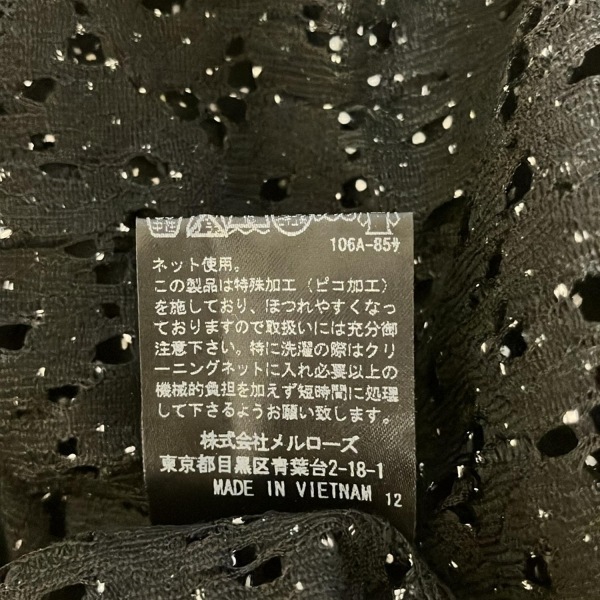 106A-85ｻ
ネット使用。
この製品は特殊加工（ピコ加工）
を施しており、ほつれやすくなっ
ておりますので取扱いには充分御
注意下さい。特に洗濯の際はクリ
ーニングネットに入れ必要以上の
機械的負担を加えず短時間に処理
して下さるようお願い致します。
株式会社メルローズ
東京都目黒区青葉台2-18-1
MADE IN VIETNAM 12